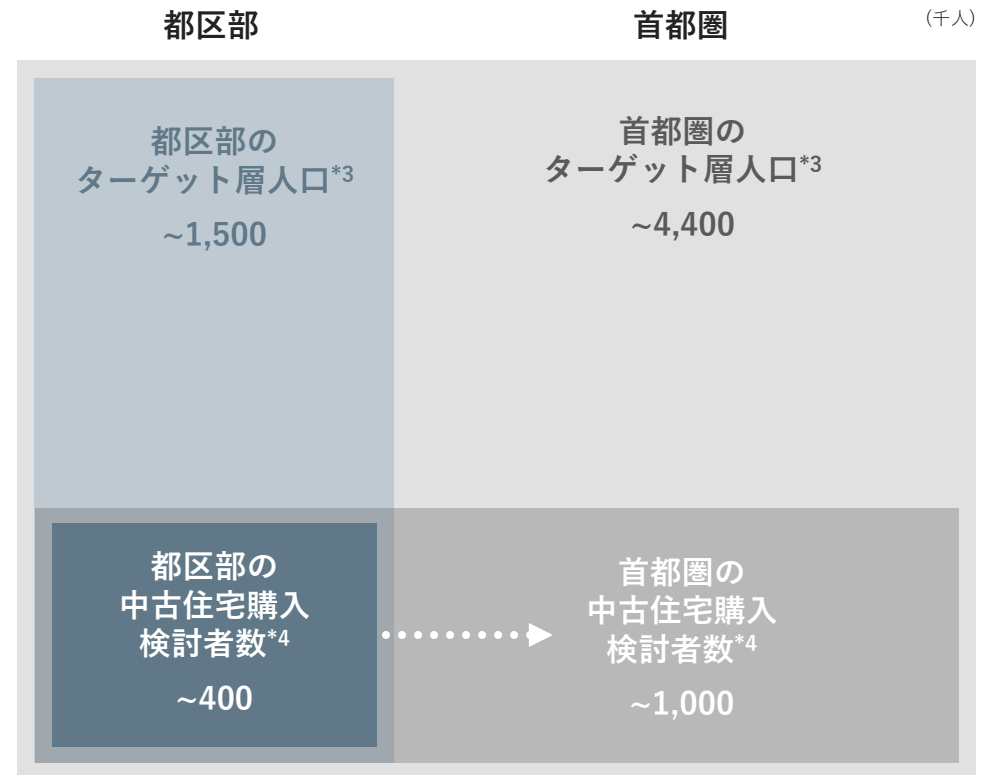 都区部
首都圏
(千人)
都区部の
ターゲット層人口*3
~1,500
首都圏の
ターゲット層人口*3
~4,400
都区部の
中古住宅購入
検討者数*4
~400
首都圏の
中古住宅購入
検討者数*4
~1,000